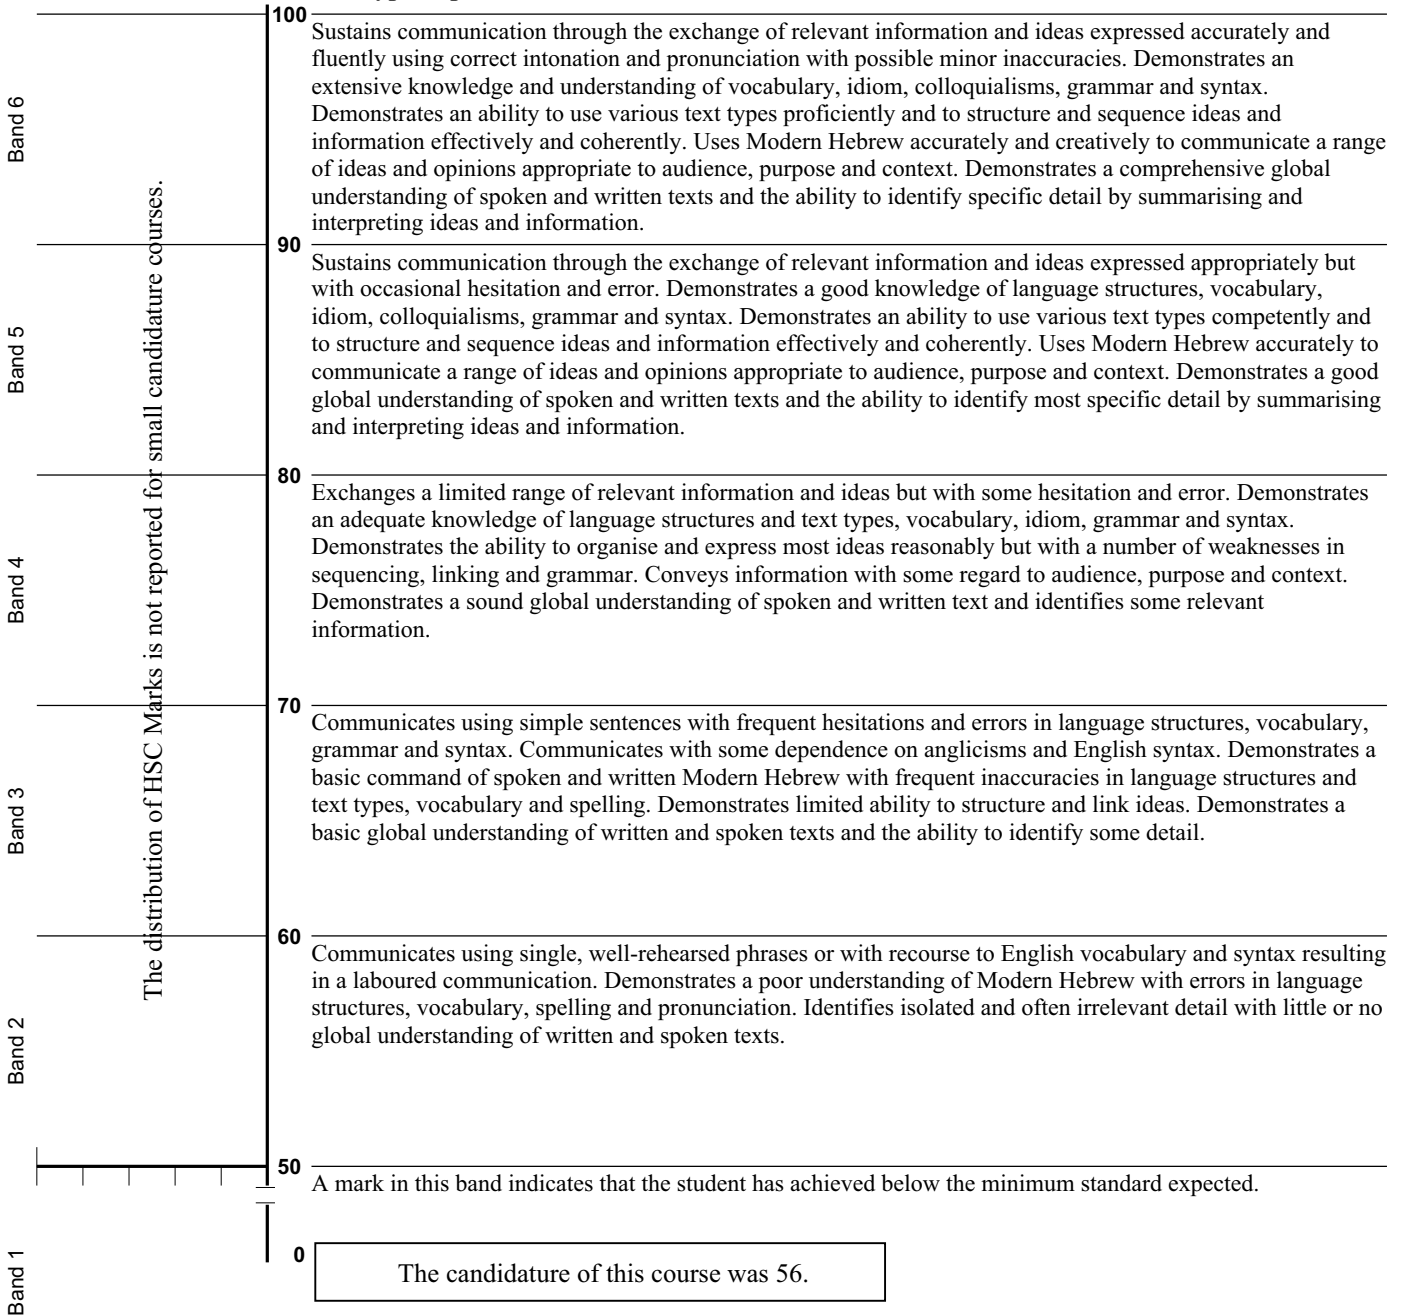 100
Sustains communication through the exchange of relevant information and ideas expressed accurately and
fluently using correct intonation and pronunciation with possible minor inaccuracies. Demonstrates an
extensive knowledge and understanding of vocabulary, idiom, colloquialisms, grammar and syntax.
Demonstrates an ability to use various text types proficiently and to structure and sequence ideas and
information effectively and coherently. Uses Modern Hebrew accurately and creatively to communicate a range
of ideas and opinions appropriate to audience, purpose and context. Demonstrates a comprehensive global
understanding of spoken and written texts and the ability to identify specific detail by summarising and
interpreting ideas and information.
Band 6
90
Sustains communication through the exchange of relevant information and ideas expressed appropriately but
with occasional hesitation and error. Demonstrates a good knowledge of language structures, vocabulary,
idiom, colloquialisms, grammar and syntax. Demonstrates an ability to use various text types competently and
to structure and sequence ideas and information effectively and coherently. Uses Modern Hebrew accurately to
communicate a range of ideas and opinions appropriate to audience, purpose and context. Demonstrates a good
global understanding of spoken and written texts and the ability to identify most specific detail by summarising
and interpreting ideas and information.
Band 5
80
Exchanges a limited range of relevant information and ideas but with some hesitation and error. Demonstrates
an adequate knowledge of language structures and text types, vocabulary, idiom, grammar and syntax.
Demonstrates the ability to organise and express most ideas reasonably but with a number of weaknesses in
sequencing, linking and grammar. Conveys information with some regard to audience, purpose and context.
Demonstrates a sound global understanding of spoken and written text and identifies some relevant
information.
Band 4
The distribution of HSC Marks is not reported for small candidature courses.
70
Communicates using simple sentences with frequent hesitations and errors in language structures, vocabulary,
grammar and syntax. Communicates with some dependence on anglicisms and English syntax. Demonstrates a
basic command of spoken and written Modern Hebrew with frequent inaccuracies in language structures and
text types, vocabulary and spelling. Demonstrates limited ability to structure and link ideas. Demonstrates a
basic global understanding of written and spoken texts and the ability to identify some detail.
Band 3
60
Communicates using single, well-rehearsed phrases or with recourse to English vocabulary and syntax resulting
in a laboured communication. Demonstrates a poor understanding of Modern Hebrew with errors in language
structures, vocabulary, spelling and pronunciation. Identifies isolated and often irrelevant detail with little or no
global understanding of written and spoken texts.
Band 2
50
A mark in this band indicates that the student has achieved below the minimum standard expected.
0
Band 1
The candidature of this course was 56.